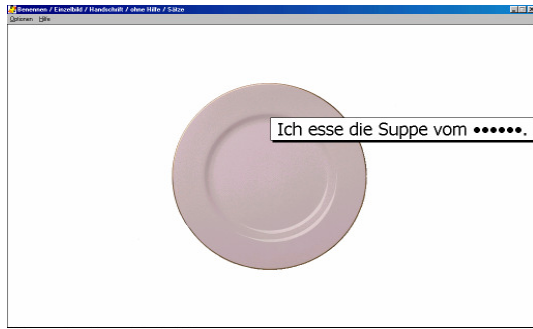 Benennen / Einzelbild / Handschrift / ohne Hilfe / Sätze
Optionen Hilfe
Ich esse die Suppe vom ••••••.